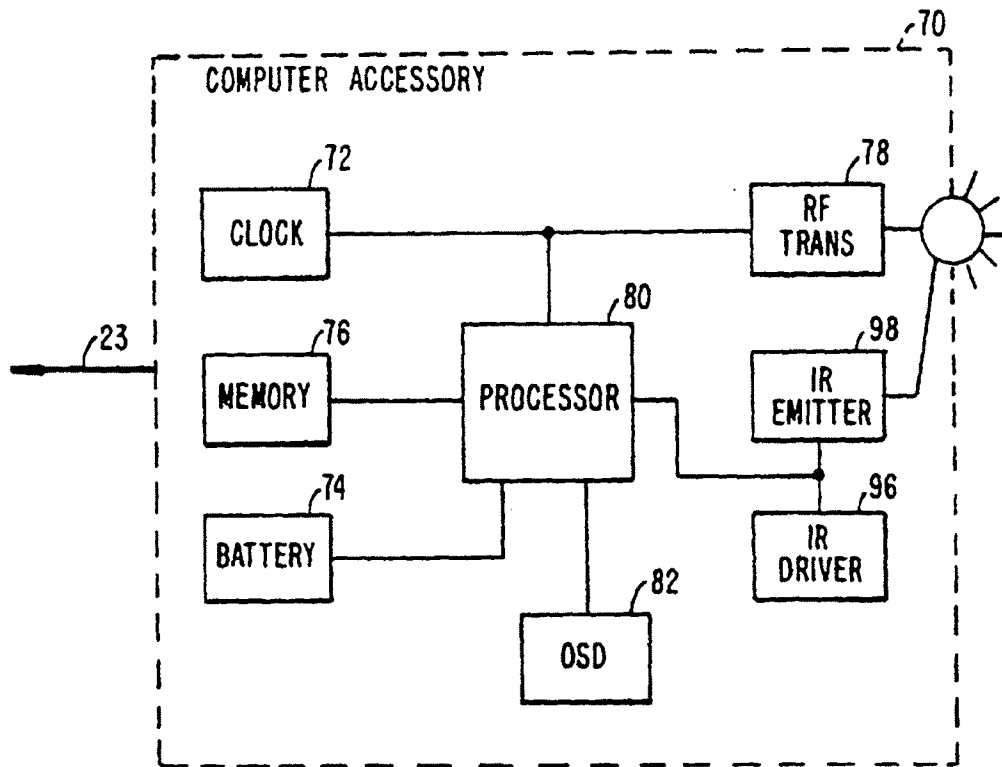 70
COMPUTER ACCESSORY
72
CLOCK
78
RF
TRANS
80
PROCESSOR
23
76
MEMORY
98
IR
EMITTER
74
BATTERY
96
IR
DRIVER
82
OSD